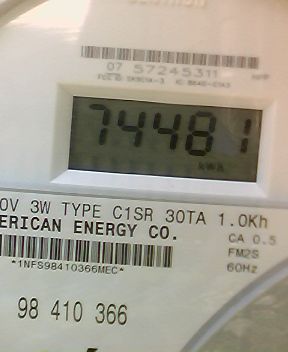 07 57245311
74481
kWh
0V 3W TYPE C1SR 30TA 1.0Kh
ERICAN ENERGY CO.
CA 0.5
FM2S
60Hz
*1NFS98410366MEC*
98 410 366